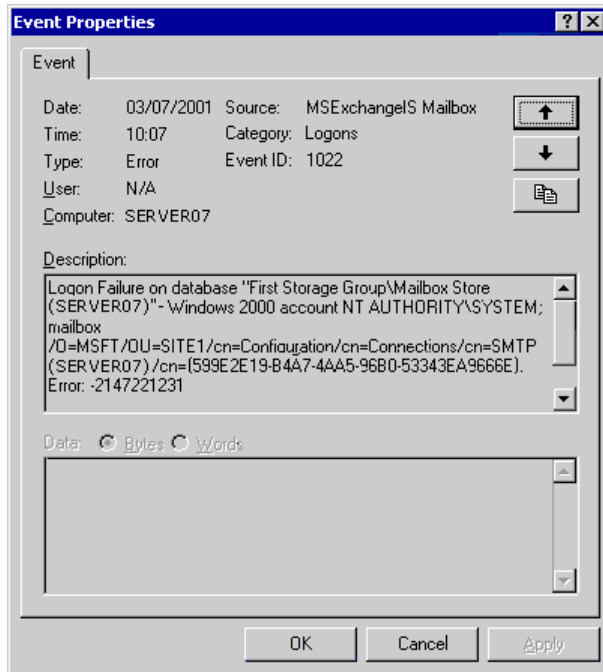 Event Properties
Event
Date: 03/07/2001 Source: MSExchangeIS Mailbox
Time: 10:07 Category: Logons
Type: Error Event ID: 1022
User: N/A
Computer: SERVER07
Description:
Logon Failure on database "First Storage Group\Mailbox Store
(SERVER07)"- Windows 2000 account NT AUTHORITY\SYSTEM;
mailbox
/O=MSFT/OU=SITE1/cn=Configuration/cn=Connections/cn=SMTP
(SERVER07)/cn={599E2E19-B4A7-4AA5-96B0-53343EA9666E}.
Error: -2147221231
Data: Bytes Words
OK Cancel Apply